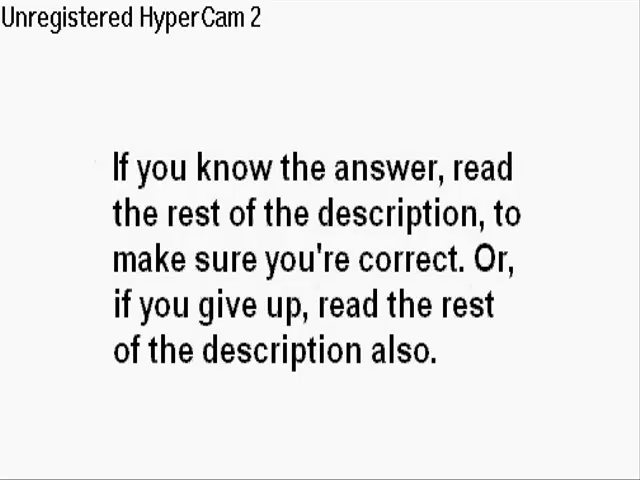 Unregistered HyperCam 2
If you know the answer, read
the rest of the description, to
make sure you're correct. Or,
if you give up, read the rest
of the description also.